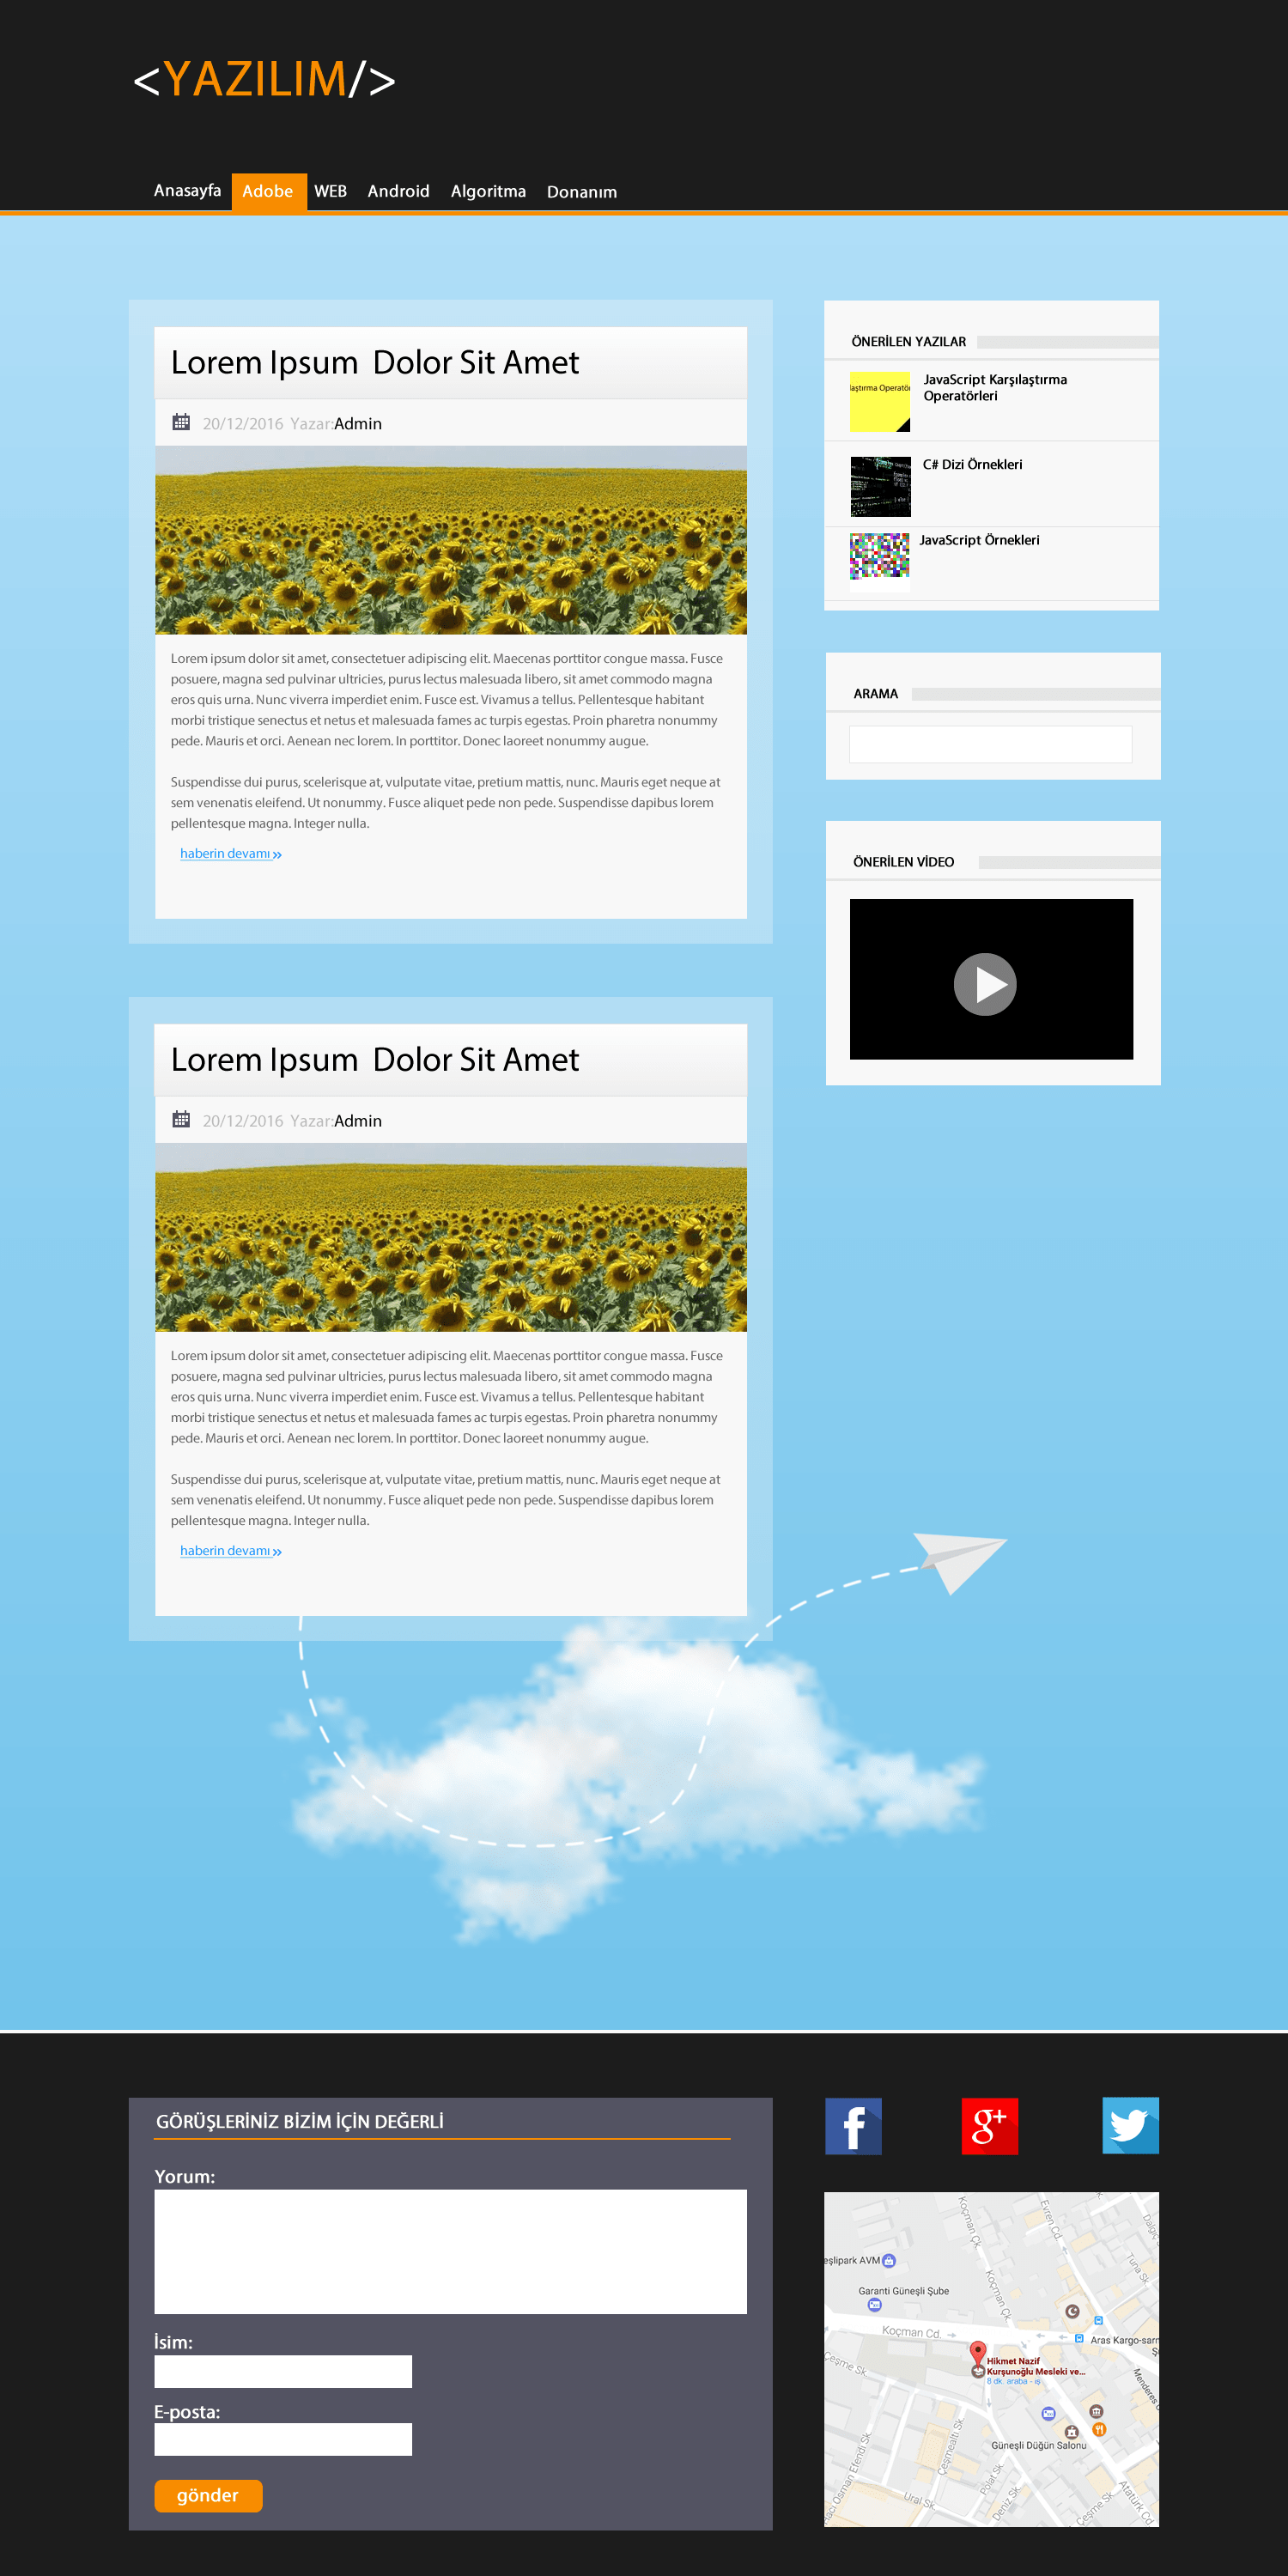 <YAZILIM/>
Anasayfa Adobe WEB Android Algoritma Donanım
Lorem Ipsum Dolor Sit Amet
20/12/2016 Yazar:Admin
Lorem ipsum dolor sit amet, consectetuer adipiscing elit. Maecenas porttitor congue massa. Fusce
posuere, magna sed pulvinar ultricies, purus lectus malesuada libero, sit amet commodo magna
eros quis urna. Nunc viverra imperdiet enim. Fusce est. Vivamus a tellus. Pellentesque habitant
morbi tristique senectus et netus et malesuada fames ac turpis egestas. Proin pharetra nonummy
pede. Mauris et orci. Aenean nec lorem. In porttitor. Donec laoreet nonummy augue.
Suspendisse dui purus, scelerisque at, vulputate vitae, pretium mattis, nunc. Mauris eget neque at
sem venenatis eleifend. Ut nonummy. Fusce aliquet pede non pede. Suspendisse dapibus lorem
pellentesque magna. Integer nulla.
haberin devamı »
Lorem Ipsum Dolor Sit Amet
20/12/2016 Yazar:Admin
Lorem ipsum dolor sit amet, consectetuer adipiscing elit. Maecenas porttitor congue massa. Fusce
posuere, magna sed pulvinar ultricies, purus lectus malesuada libero, sit amet commodo magna
eros quis urna. Nunc viverra imperdiet enim. Fusce est. Vivamus a tellus. Pellentesque habitant
morbi tristique senectus et netus et malesuada fames ac turpis egestas. Proin pharetra nonummy
pede. Mauris et orci. Aenean nec lorem. In porttitor. Donec laoreet nonummy augue.
Suspendisse dui purus, scelerisque at, vulputate vitae, pretium mattis, nunc. Mauris eget neque at
sem venenatis eleifend. Ut nonummy. Fusce aliquet pede non pede. Suspendisse dapibus lorem
pellentesque magna. Integer nulla.
haberin devamı »
ÖNERİLEN YAZILAR
laştırma Operatör
JavaScript Karşılaştırma
Operatörleri
C# Dizi Örnekleri
JavaScript Örnekleri
ARAMA
ÖNERİLEN VİDEO
GÖRÜŞLERİNİZ BİZİM İÇİN DEĞERLİ
Yorum:
İsim:
E-posta:
gönder
f
g+
Koçman Çk.
Evren Cd.
Dalgıç
Tuna Sk.
eşlipark AVM
Garanti Güneşli Şube
Koçman Çk.
Koçman Cd.
Aras Kargo-sarn
Çeşme Sk.
Hikmet Nazif
Kurşunoğlu Mesleki ve...
8 dk. araba - iş
Menderes
Güneşli Düğün Salonu
Hacı Osman Efendi Sk.
Çeşmealtı Sk.
Polat Sk.
Ural Sk.
Deniz Sk.
Çeşme Sk.
Atatürk Cd.